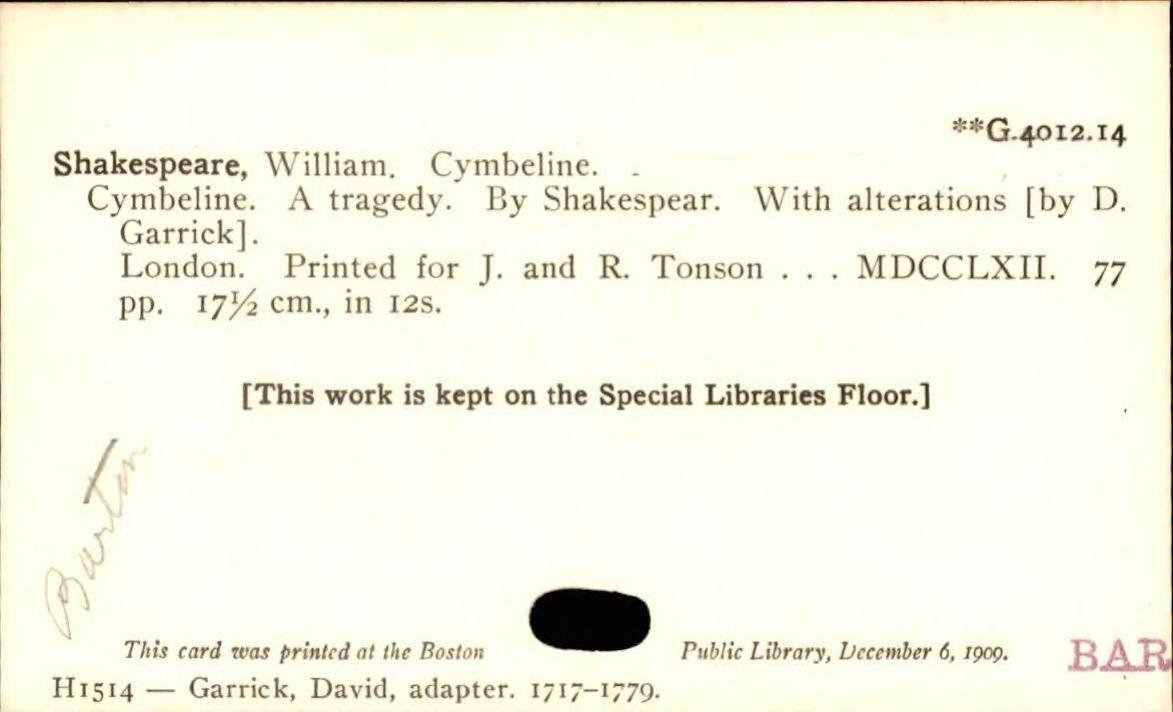 **G.4012.14
Shakespeare, William. Cymbeline.
Cymbeline. A tragedy. By Shakespear. With alterations [by D.
Garrick].
London. Printed for J. and R. Tonson . . . MDCCLXII. 77
pp. 17½ cm., in 12s.
[This work is kept on the Special Libraries Floor.]
Barton
This card was printed at the Boston Public Library, December 6, 1909.
BAR
H1514 — Garrick, David, adapter. 1717–1779.